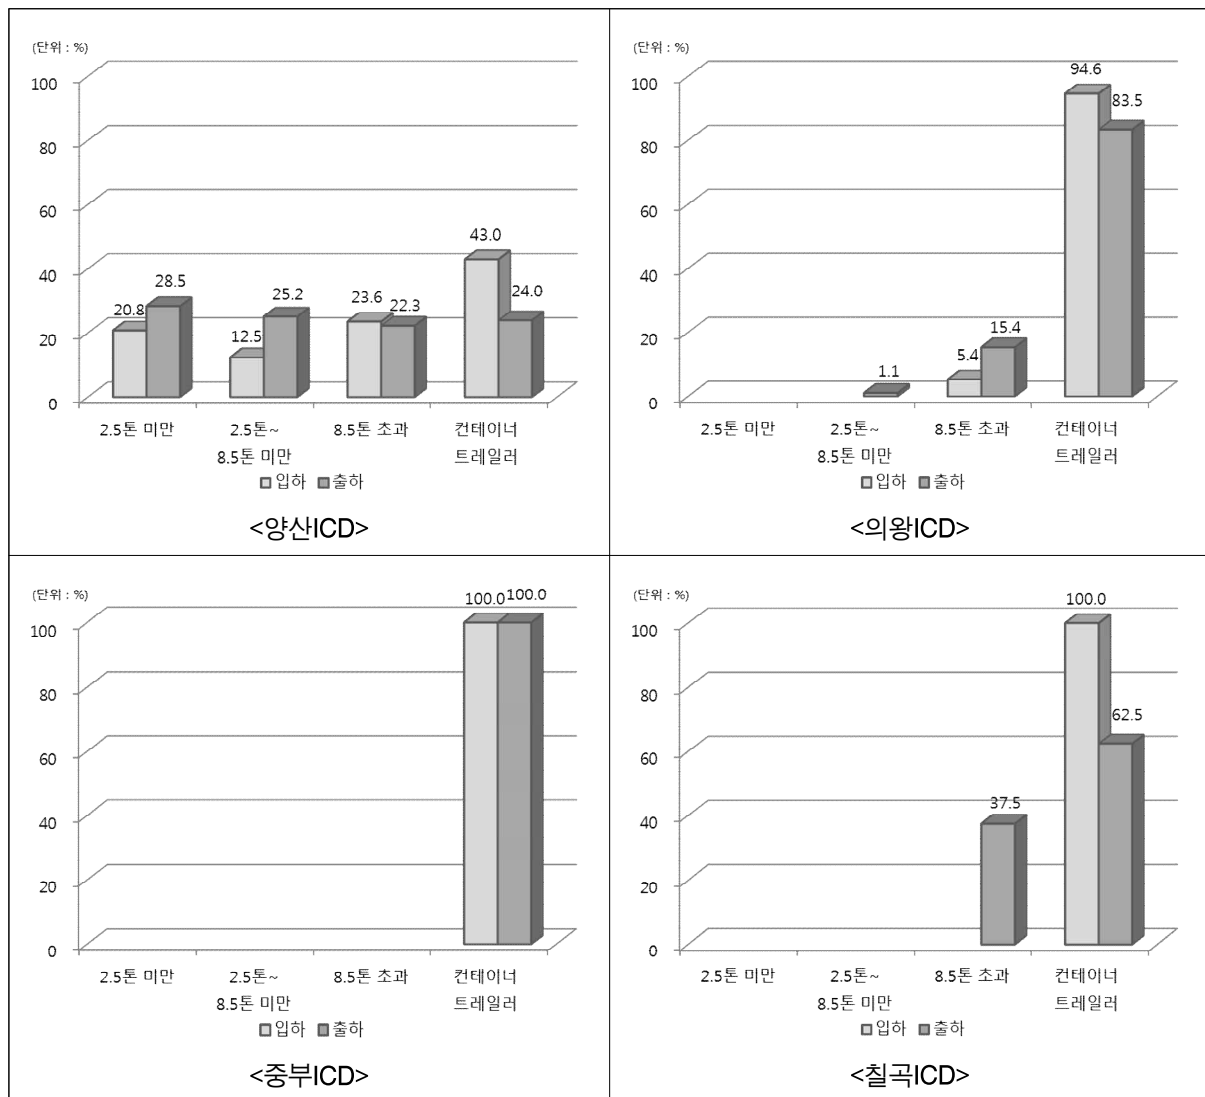 (단위 : %)
100
80
60
40
20
0
20.8
28.5
12.5
25.2
23.6
22.3
43.0
24.0
2.5톤 미만
2.5톤~
8.5톤 미만
8.5톤 초과
컨테이너
트레일러
입하 출하
<양산ICD>
(단위 : %)
100
80
60
40
20
0
1.1
5.4
15.4
94.6
83.5
2.5톤 미만
2.5톤~
8.5톤 미만
8.5톤 초과
컨테이너
트레일러
입하 출하
<의왕ICD>
(단위 : %)
100
80
60
40
20
0
100.0
100.0
2.5톤 미만
2.5톤~
8.5톤 미만
8.5톤 초과
컨테이너
트레일러
입하 출하
<중부ICD>
(단위 : %)
100
80
60
40
20
0
37.5
100.0
62.5
2.5톤 미만
2.5톤~
8.5톤 미만
8.5톤 초과
컨테이너
트레일러
입하 출하
<칠곡ICD>